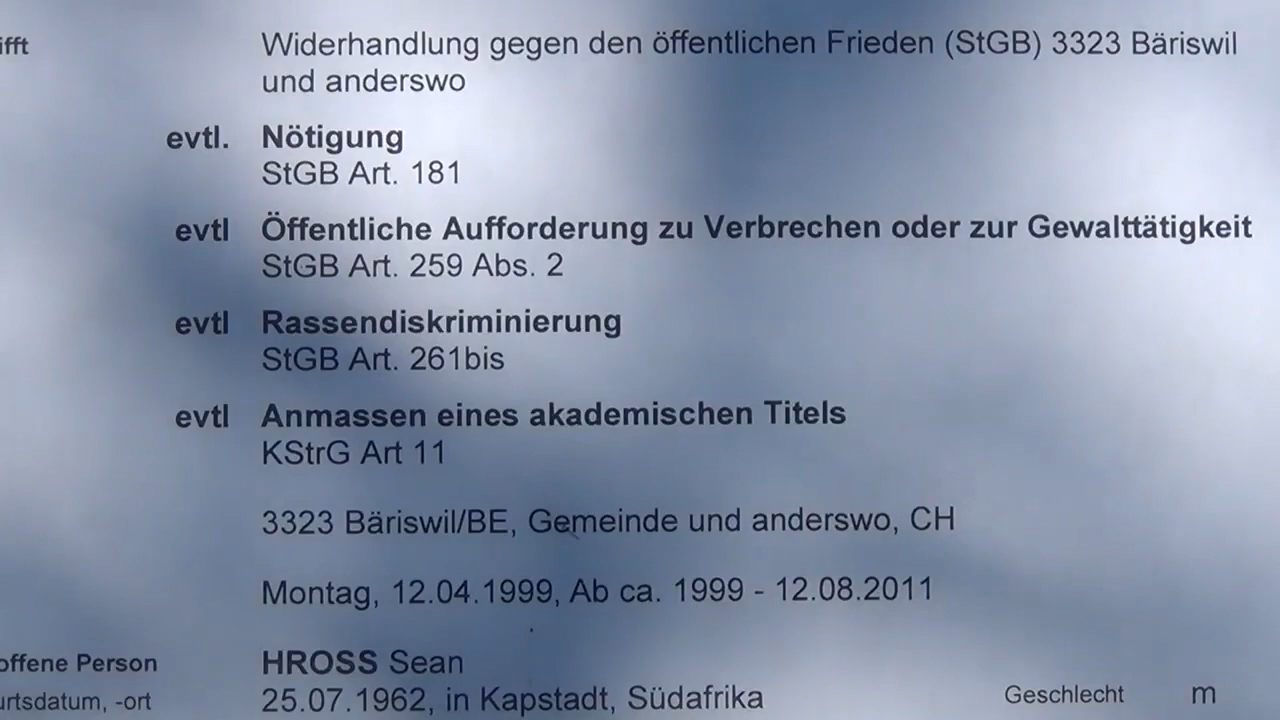 ifft Widerhandlung gegen den öffentlichen Frieden (StGB) 3323 Bäriswil
und anderswo
evtl. Nötigung
StGB Art. 181
evtl Öffentliche Aufforderung zu Verbrechen oder zur Gewalttätigkeit
StGB Art. 259 Abs. 2
evtl Rassendiskriminierung
StGB Art. 261bis
evtl Anmassen eines akademischen Titels
KStrG Art 11
3323 Bäriswil/BE, Gemeinde und anderswo, CH
Montag, 12.04.1999, Ab ca. 1999 - 12.08.2011
offene Person HROSS Sean
urtsdatum, -ort 25.07.1962, in Kapstadt, Südafrika Geschlecht m